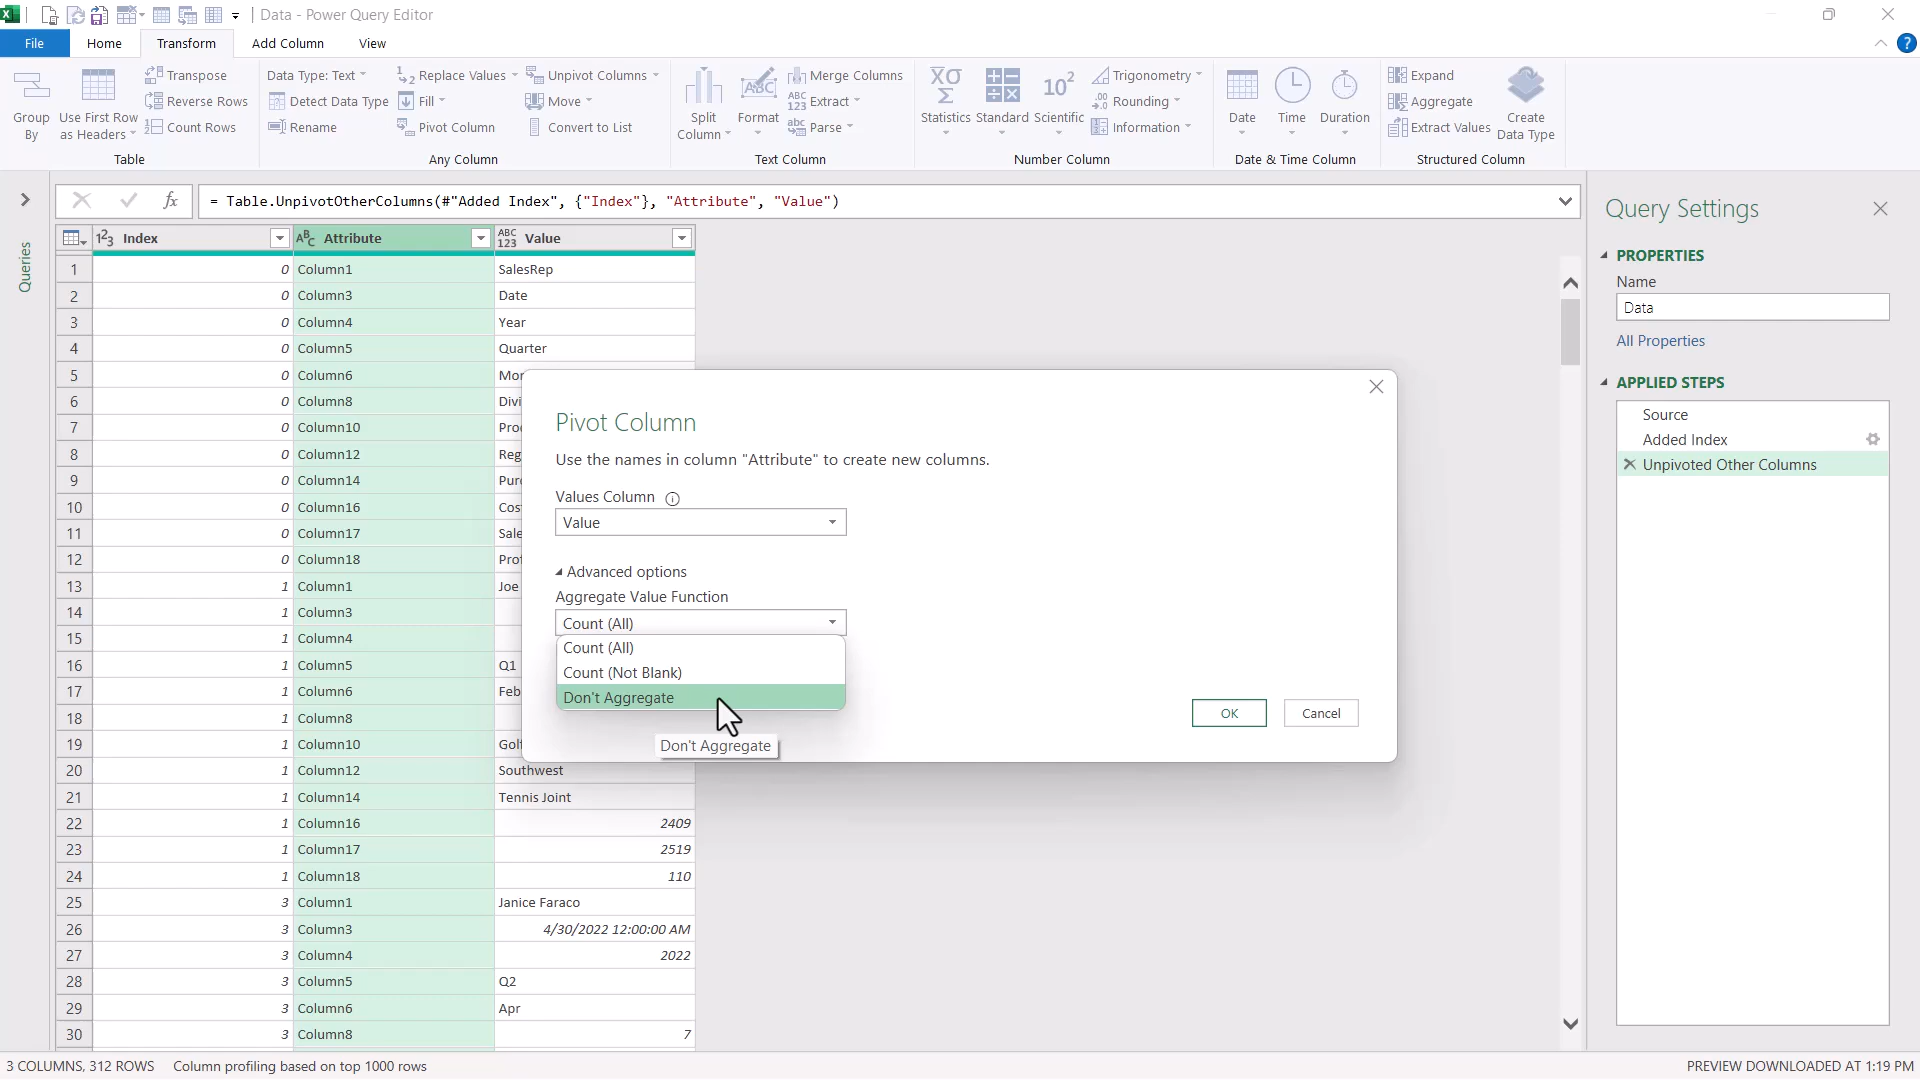 Data - Power Query Editor
File
Home
Transform
Add Column
View
?
Group By
Use First Row as Headers
Transpose
Reverse Rows
Count Rows
Table
Data Type: Text
Detect Data Type
Rename
Replace Values
Fill
Pivot Column
Unpivot Columns
Move
Convert to List
Any Column
Split Column
Format
Merge Columns
Extract
Parse
Text Column
Statistics
Standard
Scientific
Trigonometry
Rounding
Information
Number Column
Date
Time
Duration
Date & Time Column
Expand
Aggregate
Extract Values
Create Data Type
Structured Column
fx = Table.UnpivotOtherColumns(#"Added Index", {"Index"}, "Attribute", "Value")
Queries
Index Attribute Value
1 0 Column1 SalesRep
2 0 Column3 Date
3 0 Column4 Year
4 0 Column5 Quarter
5 0 Column6 Mor
6 0 Column8 Divi
7 0 Column10
8 0 Column12 Reg
9 0 Column14
10 0 Column16 Cos
11 0 Column17 Sale
12 0 Column18
13 1 Column1 Joe
14 1 Column3
15 1 Column4
16 1 Column5 Q1
17 1 Column6 Feb
18 1 Column8
19 1 Column10 Golf
20 1 Column12 Southwest
21 1 Column14 Tennis Joint
22 1 Column16 2409
23 1 Column17 2519
24 1 Column18 110
25 3 Column1 Janice Faraco
26 3 Column3 4/30/2022 12:00:00 AM
27 3 Column4 2022
28 3 Column5 Q2
29 3 Column6 Apr
30 3 Column8 7
Pivot Column
Use the names in column "Attribute" to create new columns.
Values Column
Value
Advanced options
Aggregate Value Function
Count (All)
Count (All)
Count (Not Blank)
Don't Aggregate
Don't Aggregate
OK
Cancel
Query Settings
PROPERTIES
Name
Data
All Properties
APPLIED STEPS
Source
Added Index
Unpivoted Other Columns
3 COLUMNS, 312 ROWS
Column profiling based on top 1000 rows
PREVIEW DOWNLOADED AT 1:19 PM